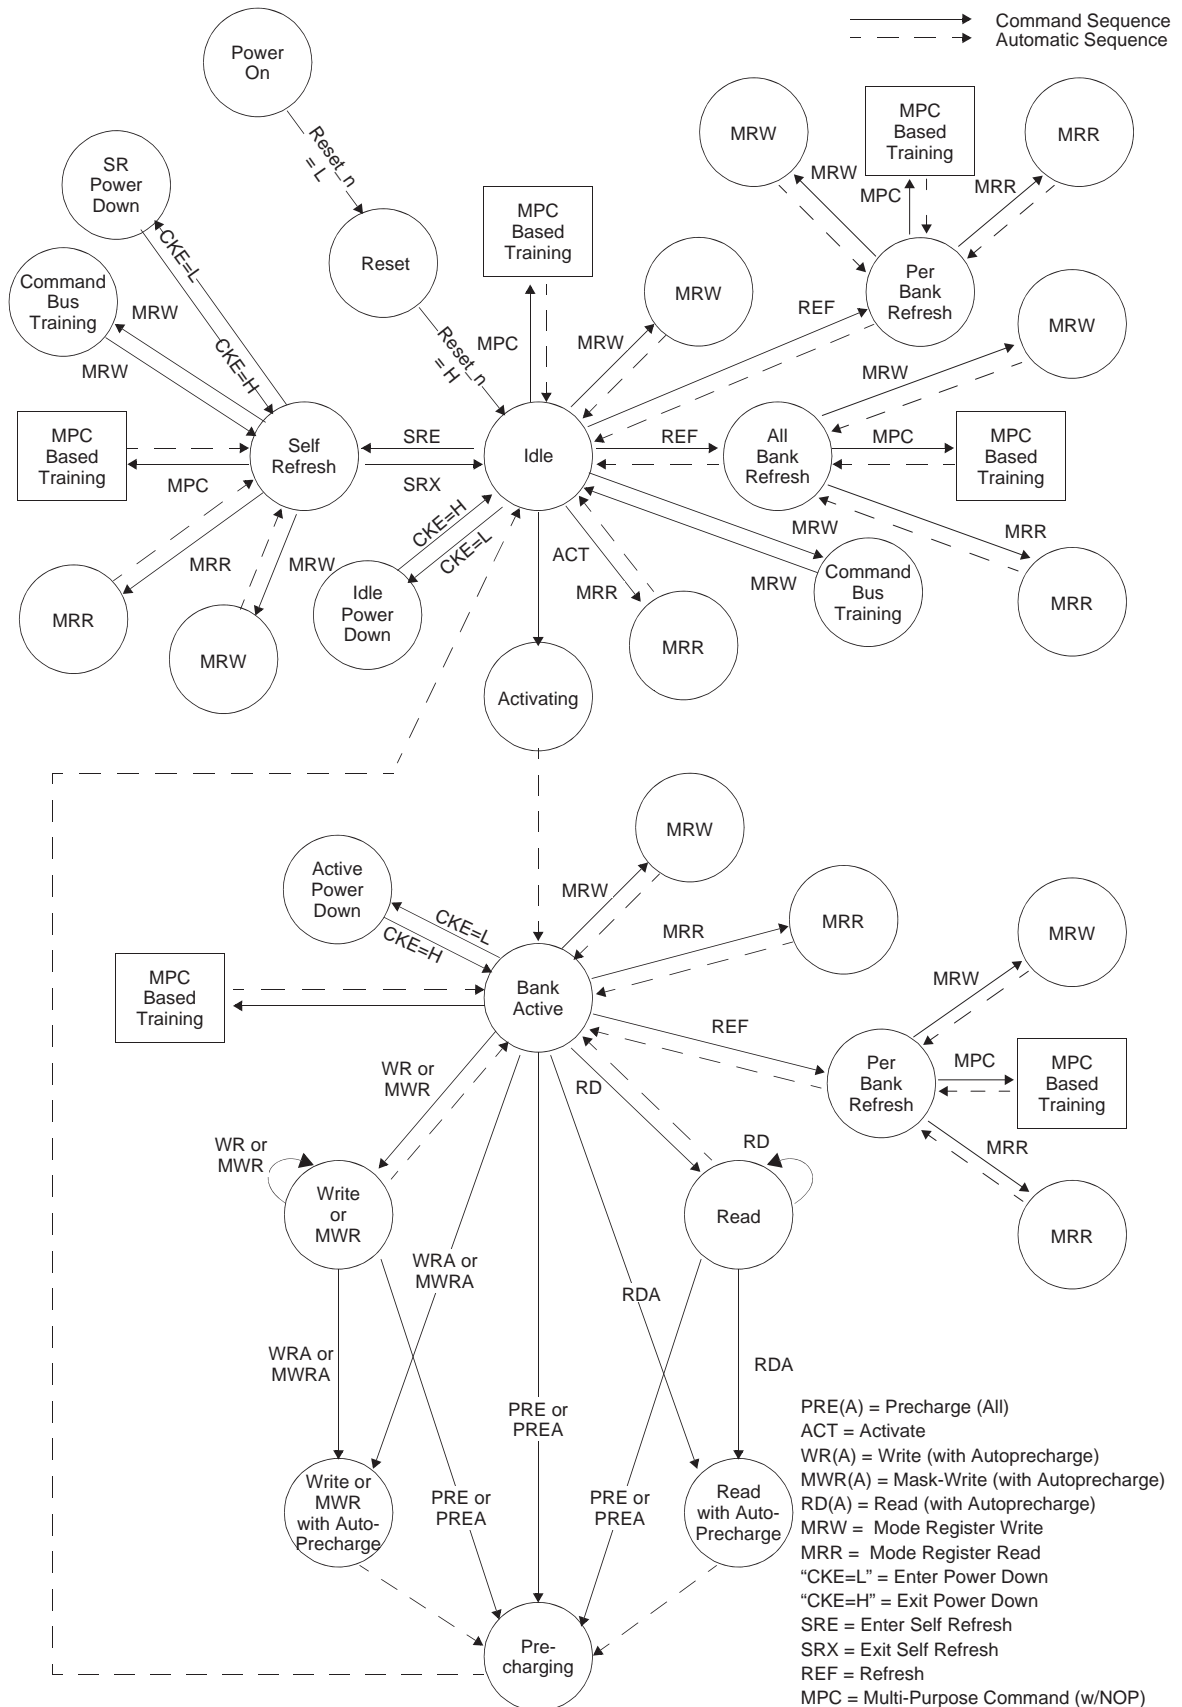 Command Sequence
Automatic Sequence
Power
On
Reset_n
= L
SR
Power
Down
CKE=L
CKE=H
Command
Bus
Training
MRW
MRW
Reset
Reset_n
= H
MPC
Based
Training
MPC
MRW
MRW
MRW
MRW
MPC
Based
Training
MPC
MRR
MRR
Per
Bank
Refresh
REF
MRW
MRW
MPC
Based
Training
MPC
Self
Refresh
SRE
SRX
Idle
REF
All
Bank
Refresh
MPC
MPC
Based
Training
MRR
MRR
MRR
MRW
MRW
MRR
CKE=H
CKE=L
Idle
Power
Down
ACT
MRR
MRR
MRW
MRW
Command
Bus
Training
Activating
MRW
MRW
Active
Power
Down
CKE=L
CKE=H
MRR
MRR
MPC
Based
Training
Bank
Active
REF
MRW
MRW
Per
Bank
Refresh
MPC
MPC
Based
Training
MRR
MRR
WR or
MWR
RD
WR or
MWR
Write
or
MWR
RD
Read
WRA or
MWRA
RDA
WRA or
MWRA
RDA
PRE or
PREA
PRE or
PREA
PRE or
PREA
Write or
MWR
with Auto-
Precharge
Read
with Auto-
Precharge
Pre-
charging
PRE(A) = Precharge (All)
ACT = Activate
WR(A) = Write (with Autoprecharge)
MWR(A) = Mask-Write (with Autoprecharge)
RD(A) = Read (with Autoprecharge)
MRW = Mode Register Write
MRR = Mode Register Read
“CKE=L” = Enter Power Down
“CKE=H” = Exit Power Down
SRE = Enter Self Refresh
SRX = Exit Self Refresh
REF = Refresh
MPC = Multi-Purpose Command (w/NOP)